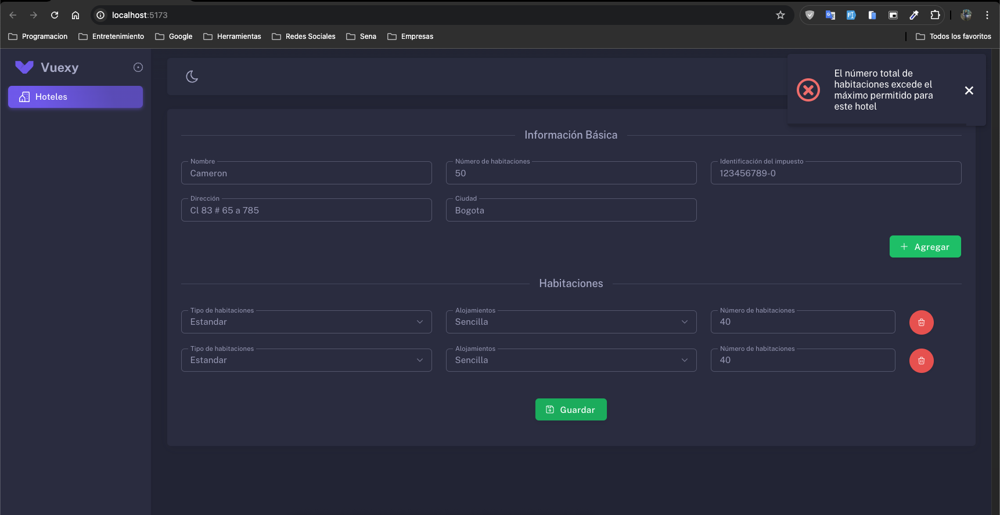 localhost:5173
Programacion
Entretenimiento
Google
Herramientas
Redes Sociales
Sena
Empresas
Todos los favoritos
Vuexy
Hoteles
El número total de
habitaciones excede el
máximo permitido para
este hotel
Información Básica
Nombre
Cameron
Número de habitaciones
50
Identificación del impuesto
123456789-0
Dirección
Cl 83 # 65 a 785
Ciudad
Bogota
Agregar
Habitaciones
Tipo de habitaciones
Estandar
Alojamientos
Sencilla
Número de habitaciones
40
Tipo de habitaciones
Estandar
Alojamientos
Sencilla
Número de habitaciones
40
Guardar